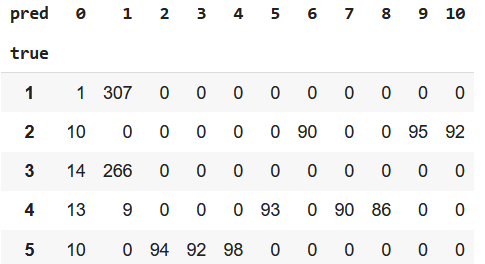 pred 0 1 2 3 4 5 6 7 8 9 10
true
1 1 307 0 0 0 0 0 0 0 0 0
2 10 0 0 0 0 0 90 0 0 95 92
3 14 266 0 0 0 0 0 0 0 0 0
4 13 9 0 0 0 93 0 90 86 0 0
5 10 0 94 92 98 0 0 0 0 0 0